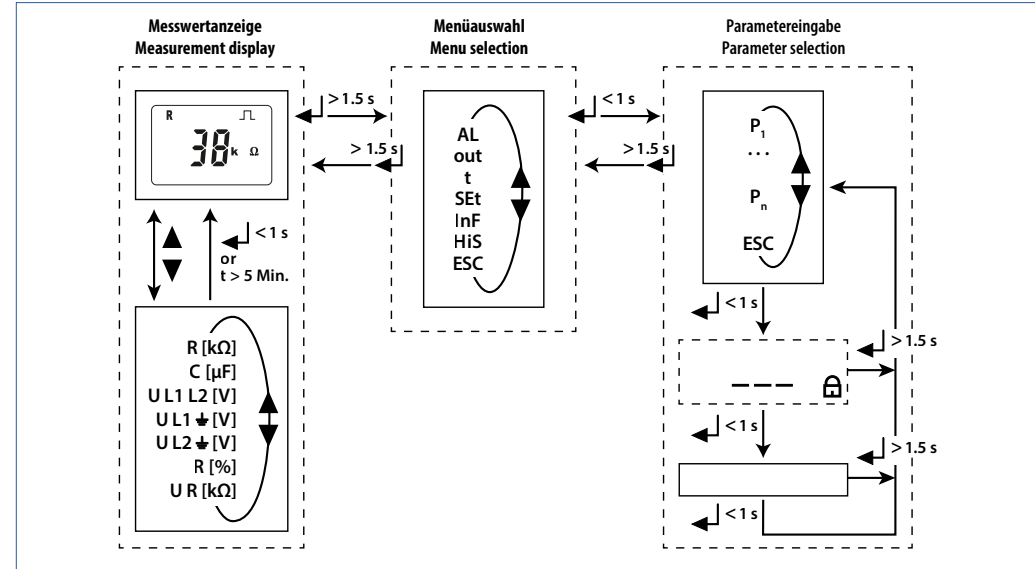 Messwertanzeige
Measurement display
R
38 k Ω
or
< 1 s
t > 5 Min.
R [kΩ]
C [µF]
U L1 L2 [V]
U L1 ⏚ [V]
U L2 ⏚ [V]
R [%]
U R [kΩ]
> 1.5 s
> 1.5 s
Menüauswahl
Menu selection
AL
out
t
SEt
InF
HiS
ESC
< 1 s
> 1.5 s
Parametereingabe
Parameter selection
P1
...
Pn
ESC
< 1 s
> 1.5 s
< 1 s
> 1.5 s
< 1 s